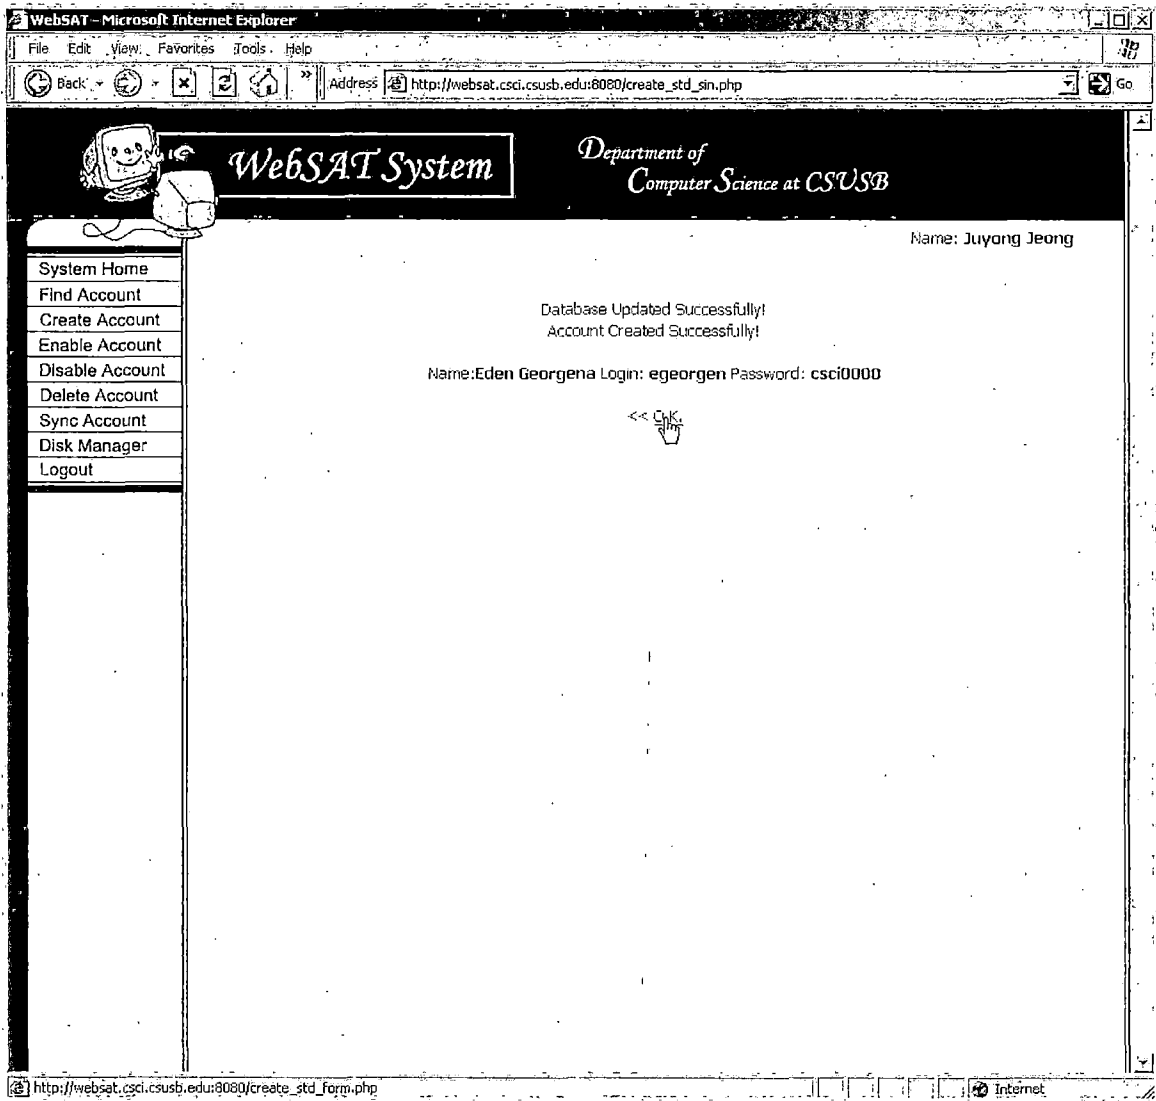 WebSAT - Microsoft Internet Explorer
File Edit View Favorites Tools Help
Back » Address http://websat.csci.csusb.edu:8080/create_std_sin.php Go
WebSAT System
Department of
Computer Science at CSUSB
Name: Juyong Jeong
System Home
Find Account
Create Account
Enable Account
Disable Account
Delete Account
Sync Account
Disk Manager
Logout
Database Updated Successfully!
Account Created Successfully!
Name:Eden Georgena Login: egeorgen Password: csci0000
<<
http://websat.csci.csusb.edu:8080/create_std_form.php
Internet